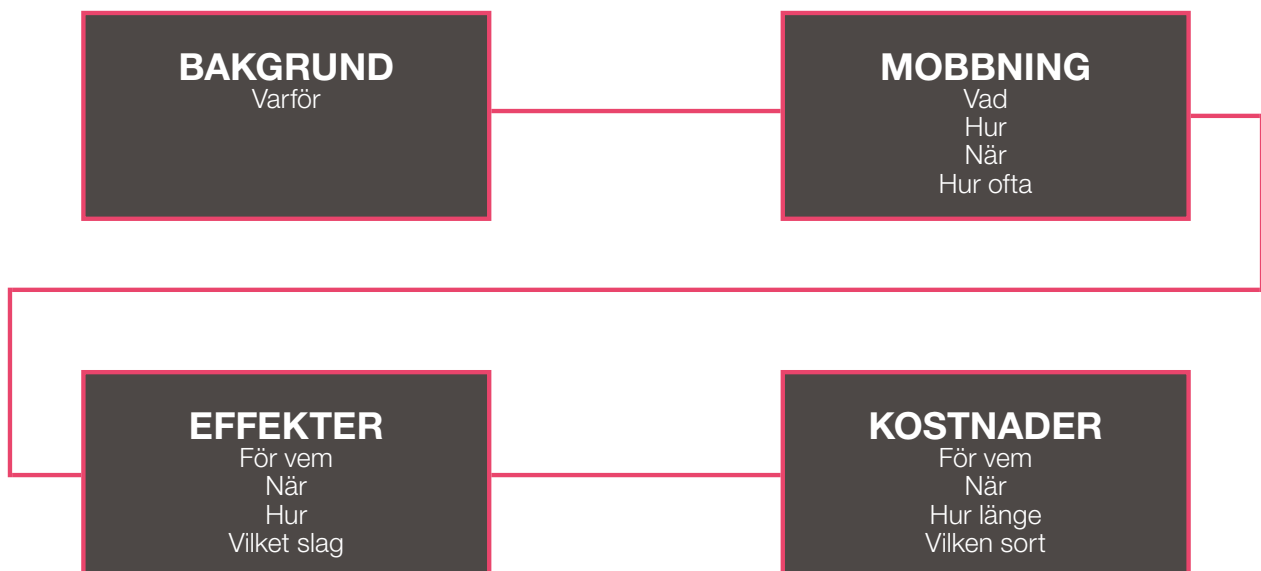 BAKGRUND
Varför
MOBBNING
Vad
Hur
När
Hur ofta
EFFEKTER
För vem
När
Hur
Vilket slag
KOSTNADER
För vem
När
Hur länge
Vilken sort